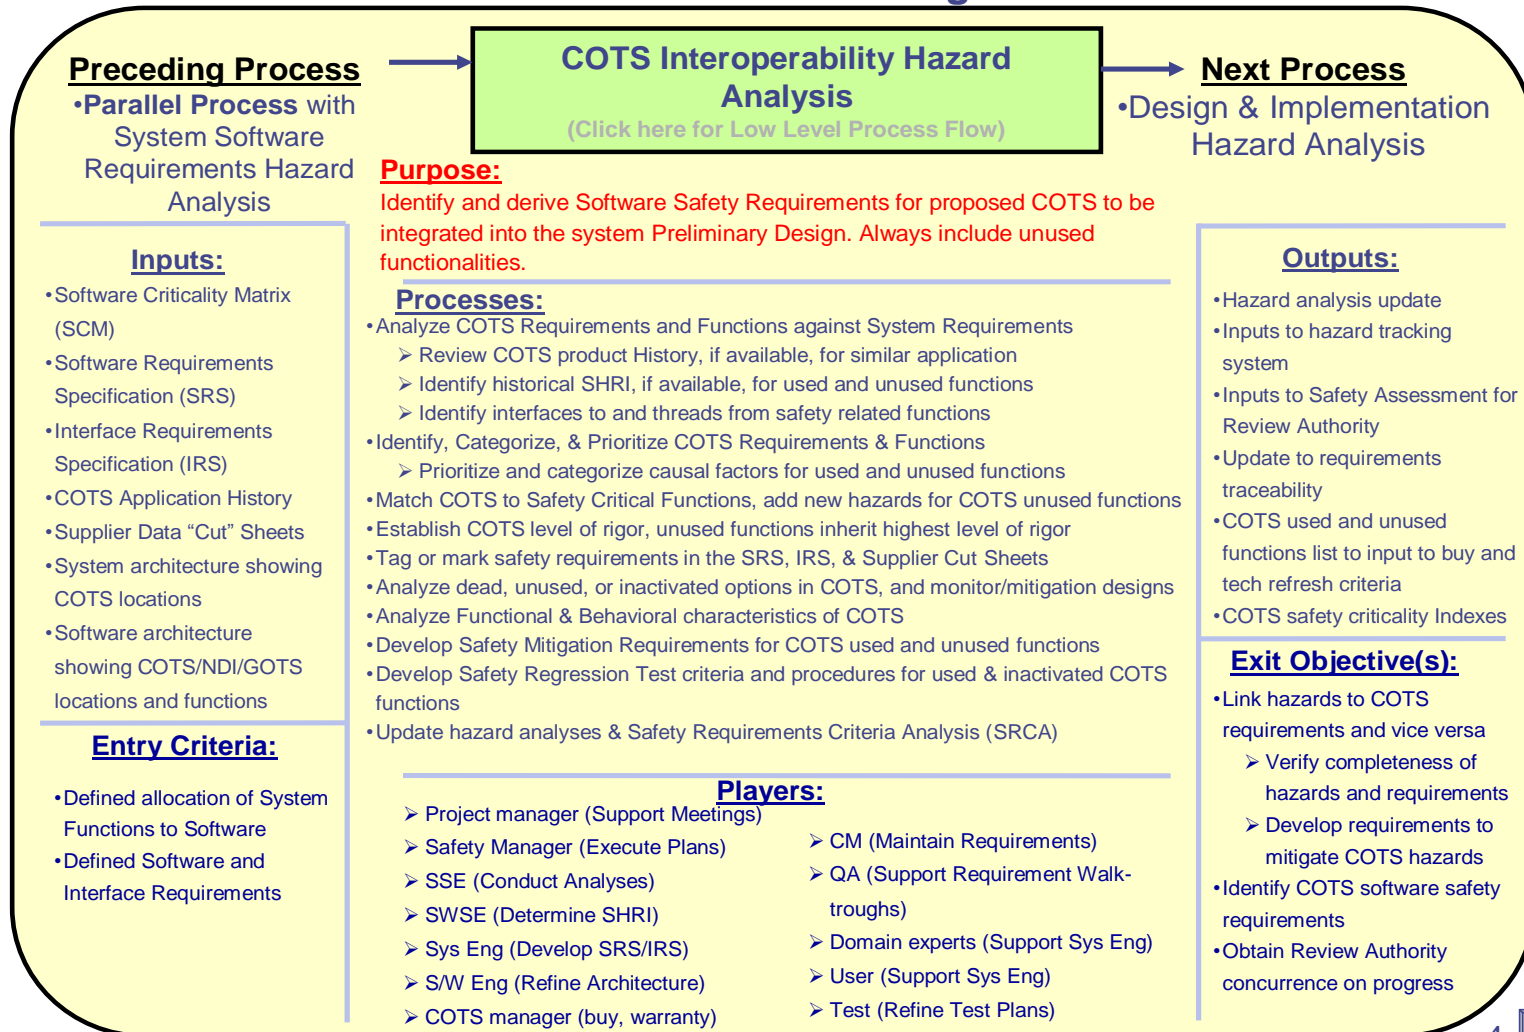 Preceding Process
•Parallel Process with
System Software
Requirements Hazard
Analysis
COTS Interoperability Hazard
Analysis
(Click here for Low Level Process Flow)
Next Process
•Design & Implementation
Hazard Analysis
Purpose:
Identify and derive Software Safety Requirements for proposed COTS to be
integrated into the system Preliminary Design. Always include unused
functionalities.
Inputs:
•Software Criticality Matrix
(SCM)
•Software Requirements
Specification (SRS)
•Interface Requirements
Specification (IRS)
•COTS Application History
•Supplier Data “Cut” Sheets
•System architecture showing
COTS locations
•Software architecture
showing COTS/NDI/GOTS
locations and functions
Entry Criteria:
•Defined allocation of System
Functions to Software
•Defined Software and
Interface Requirements
Processes:
•Analyze COTS Requirements and Functions against System Requirements
➢ Review COTS product History, if available, for similar application
➢ Identify historical SHRI, if available, for used and unused functions
➢ Identify interfaces to and threads from safety related functions
•Identify, Categorize, & Prioritize COTS Requirements & Functions
➢ Prioritize and categorize causal factors for used and unused functions
•Match COTS to Safety Critical Functions, add new hazards for COTS unused functions
•Establish COTS level of rigor, unused functions inherit highest level of rigor
•Tag or mark safety requirements in the SRS, IRS, & Supplier Cut Sheets
•Analyze dead, unused, or inactivated options in COTS, and monitor/mitigation designs
•Analyze Functional & Behavioral characteristics of COTS
•Develop Safety Mitigation Requirements for COTS used and unused functions
•Develop Safety Regression Test criteria and procedures for used & inactivated COTS
functions
•Update hazard analyses & Safety Requirements Criteria Analysis (SRCA)
Players:
➢ Project manager (Support Meetings)
➢ Safety Manager (Execute Plans)
➢ SSE (Conduct Analyses)
➢ SWSE (Determine SHRI)
➢ Sys Eng (Develop SRS/IRS)
➢ S/W Eng (Refine Architecture)
➢ COTS manager (buy, warranty)
➢ CM (Maintain Requirements)
➢ QA (Support Requirement Walk-
troughs)
➢ Domain experts (Support Sys Eng)
➢ User (Support Sys Eng)
➢ Test (Refine Test Plans)
Outputs:
•Hazard analysis update
•Inputs to hazard tracking
system
•Inputs to Safety Assessment for
Review Authority
•Update to requirements
traceability
•COTS used and unused
functions list to input to buy and
tech refresh criteria
•COTS safety criticality Indexes
Exit Objective(s):
•Link hazards to COTS
requirements and vice versa
➢ Verify completeness of
hazards and requirements
➢ Develop requirements to
mitigate COTS hazards
•Identify COTS software safety
requirements
•Obtain Review Authority
concurrence on progress